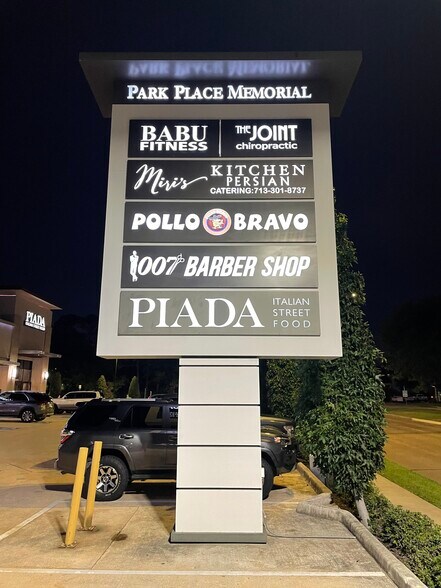 PARK PLACE MEMORIAL
BABU
FITNESS
THE JOINT
chiropractic
Miri's KITCHEN
PERSIAN
CATERING:713-301-8737
POLLO BRAVO
007 BARBER SHOP
PIADA ITALIAN
STREET
FOOD
PIADA